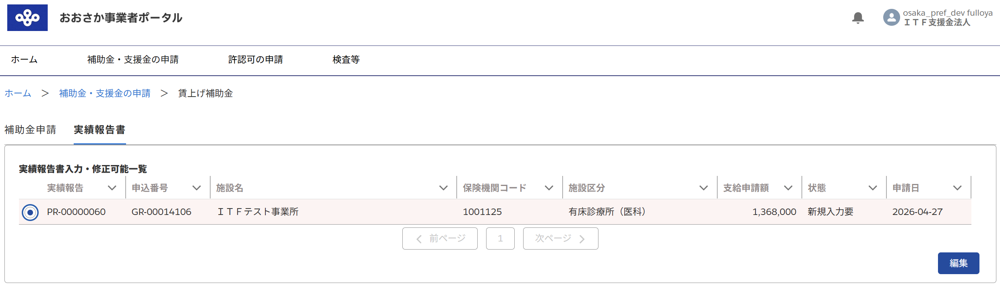 おおさか事業者ポータル
osaka_pref_dev fulloya
ＩＴＦ支援金法人
ホーム 補助金・支援金の申請 許認可の申請 検査等
ホーム ＞ 補助金・支援金の申請 ＞ 賃上げ補助金
補助金申請 実績報告書
実績報告書入力・修正可能一覧
実績報告 申込番号 施設名 保険機関コード 施設区分 支給申請額 状態 申請日
PR-00000060 GR-00014106 ＩＴＦテスト事業所 1001125 有床診療所（医科） 1,368,000 新規入力要 2026-04-27
前ページ 1 次ページ
編集